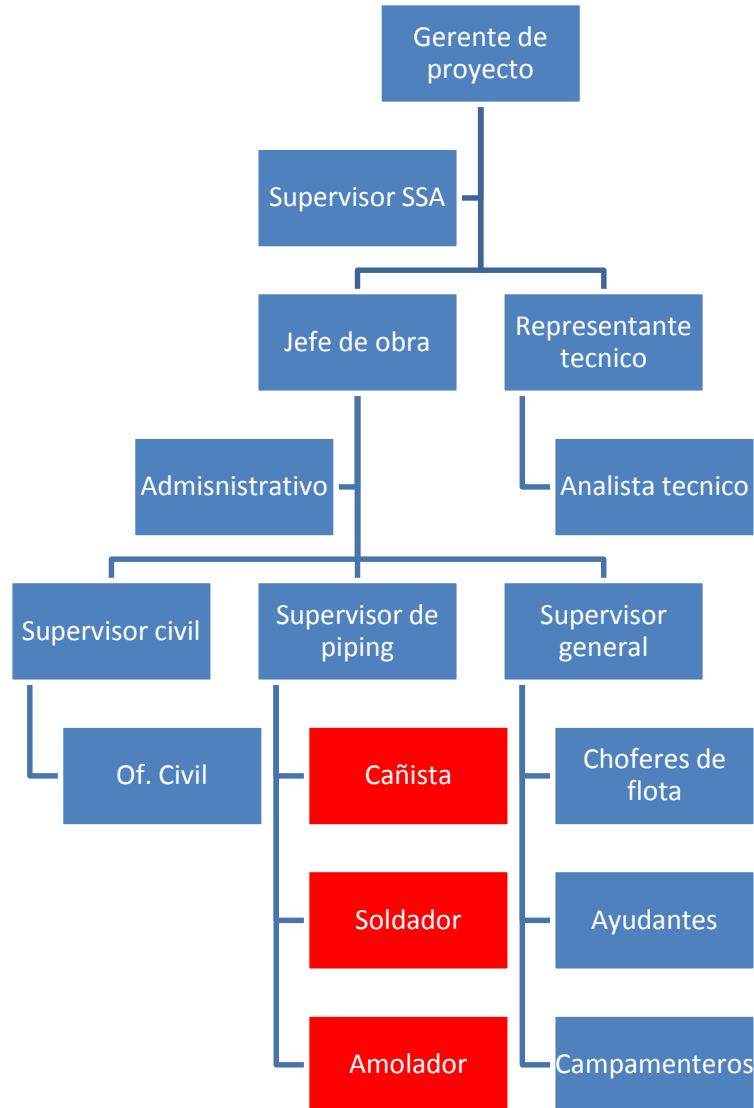 Gerente de
proyecto
Supervisor SSA
Jefe de obra
Representante
tecnico
Admisnistrativo
Analista tecnico
Supervisor civil
Supervisor de
piping
Supervisor
general
Of. Civil
Cañista
Choferes de
flota
Soldador
Ayudantes
Amolador
Campamenteros